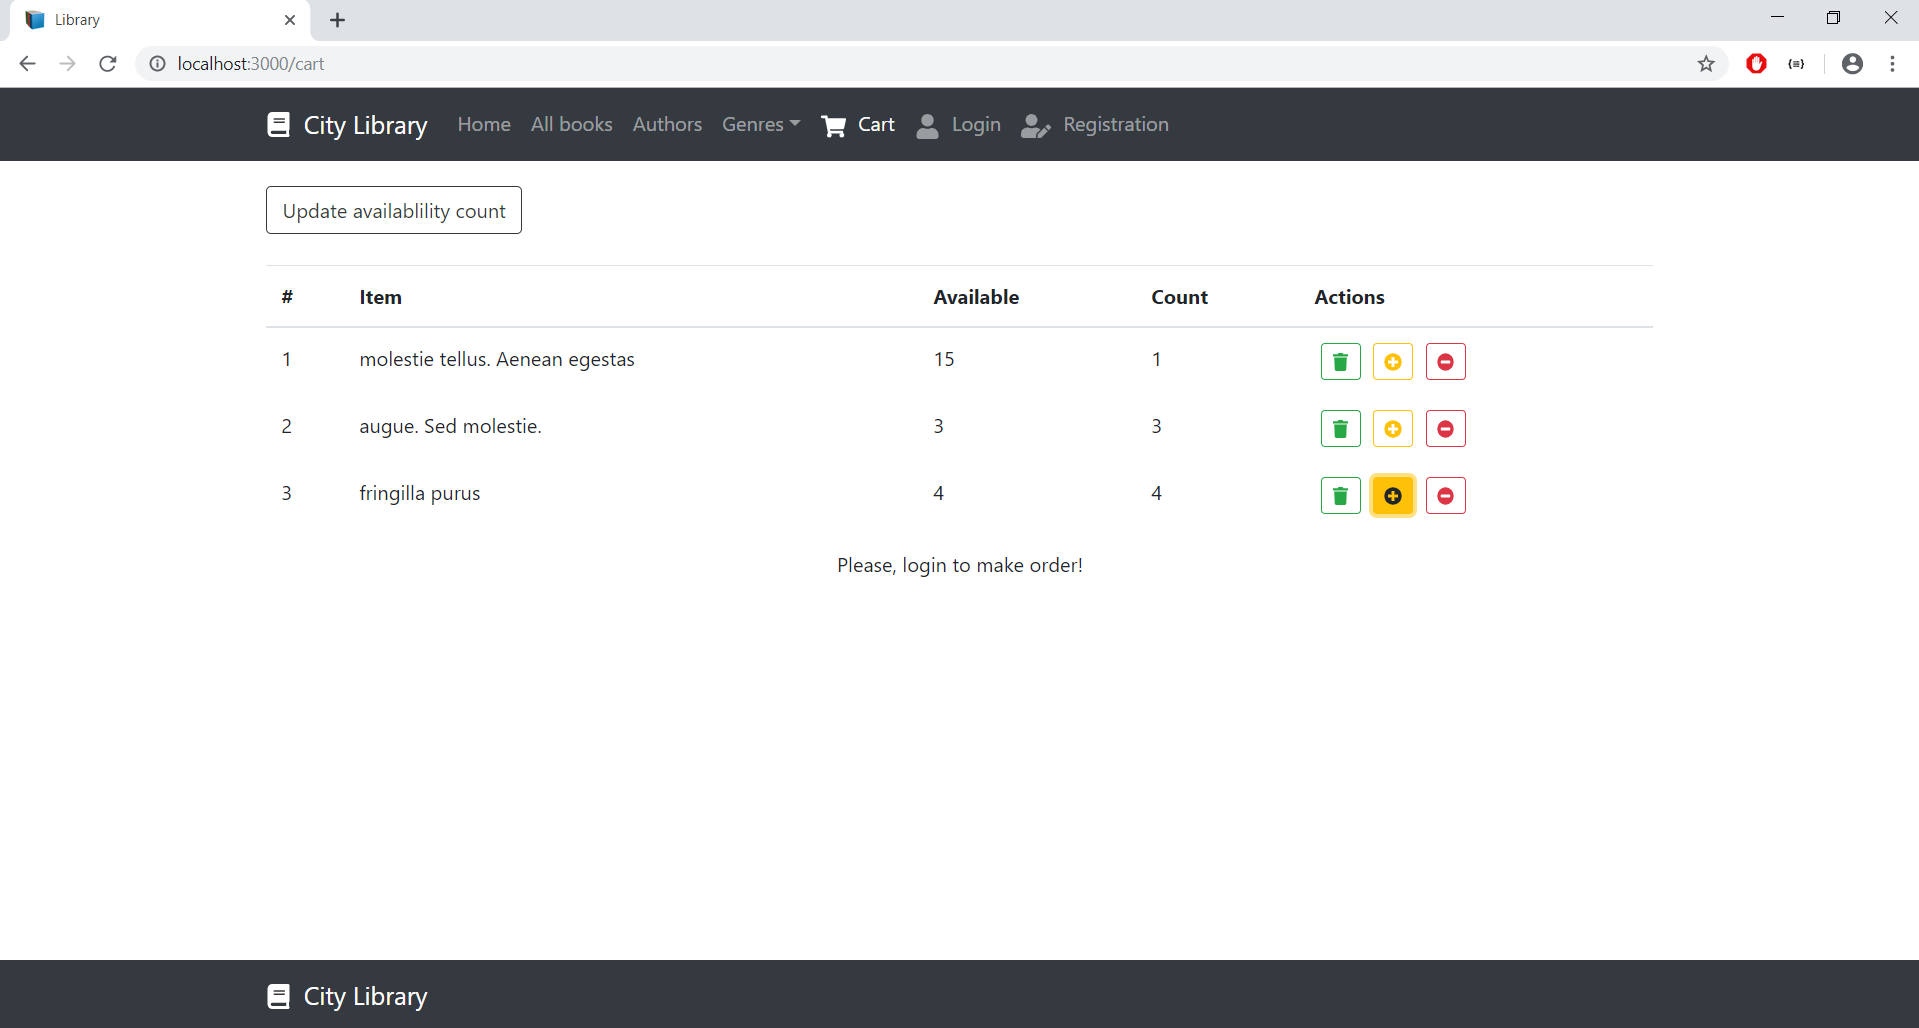 Library
localhost:3000/cart
City Library Home All books Authors Genres Cart Login Registration
Update availablility count
# Item Available Count Actions
1 molestie tellus. Aenean egestas 15 1
2 augue. Sed molestie. 3 3
3 fringilla purus 4 4
Please, login to make order!
City Library